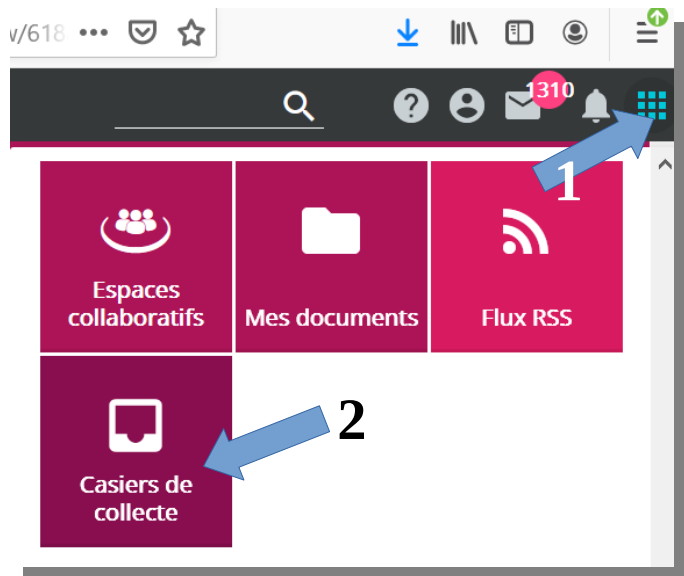 w/618
1310
1
Espaces
collaboratifs
Mes documents
Flux RSS
2
Casiers de
collecte